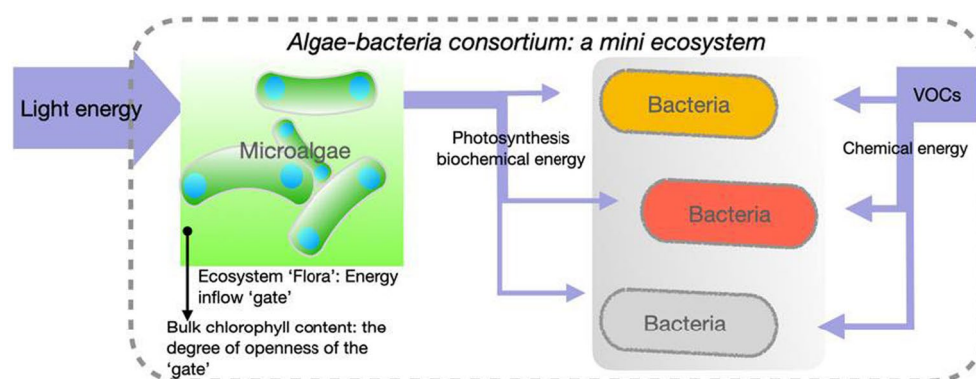 Algae-bacteria consortium: a mini ecosystem
Light energy
Microalgae
Photosynthesis
biochemical energy
Bacteria
Bacteria
Bacteria
VOCs
Chemical energy
Ecosystem ‘Flora’: Energy
inflow ‘gate’
Bulk chlorophyll content: the
degree of openness of the
‘gate’